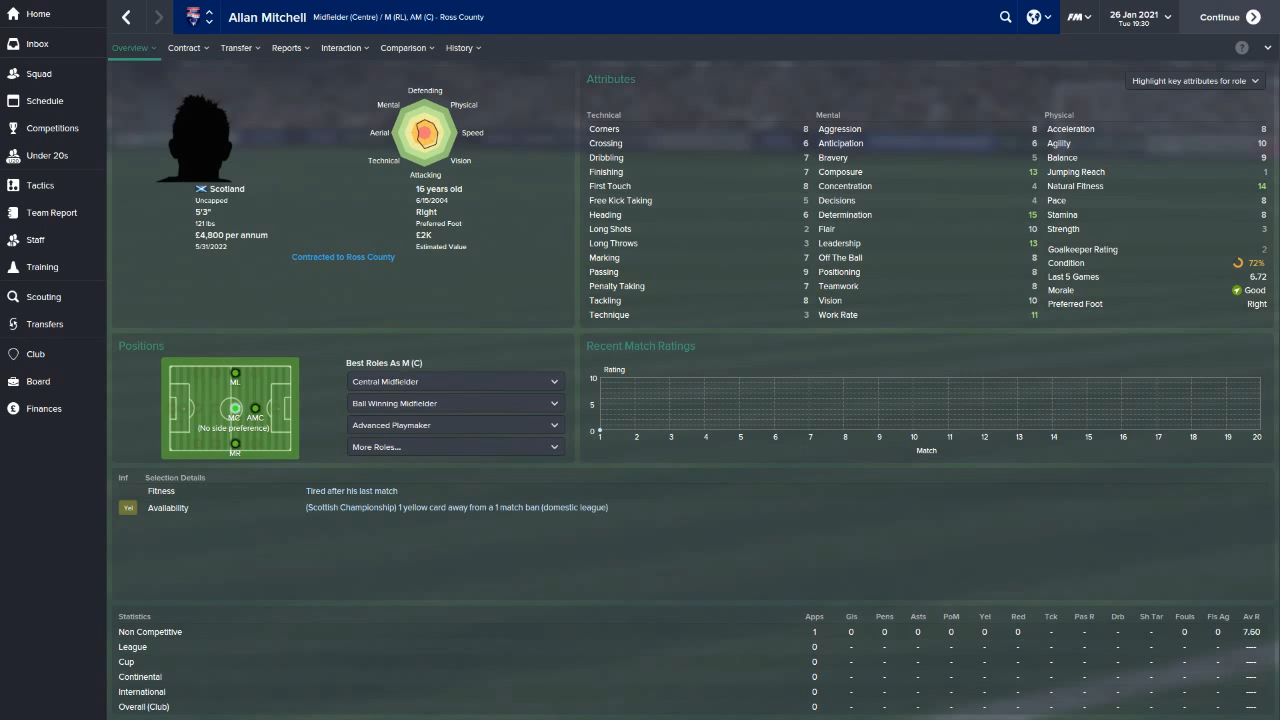 Home
Allan Mitchell Midfielder (Centre) / M (RL), AM (C) - Ross County
FM
26 Jan 2021
Tue 19:30
Continue
Inbox
Squad
Schedule
Competitions
Under 20s
Tactics
Team Report
Staff
Training
Scouting
Transfers
Club
Board
Finances
Overview Contract Transfer Reports Interaction Comparison History ?
Defending
Mental Physical
Aerial Speed
Technical Vision
Attacking
Scotland
Uncapped
5'3"
121 lbs
£4,800 per annum
5/31/2022
16 years old
6/15/2004
Right
Preferred Foot
£2K
Estimated Value
Contracted to Ross County
Attributes
Highlight key attributes for role
Technical Mental Physical
Corners 8 Aggression 8 Acceleration 8
Crossing 6 Anticipation 6 Agility 10
Dribbling 7 Bravery 5 Balance 9
Finishing 7 Composure 13 Jumping Reach 1
First Touch 8 Concentration 4 Natural Fitness 14
Free Kick Taking 5 Decisions 4 Pace 8
Heading 6 Determination 15 Stamina 8
Long Shots 2 Flair 10 Strength 3
Long Throws 3 Leadership 13
Marking 7 Off The Ball 8
Passing 9 Positioning 8
Penalty Taking 7 Teamwork 8
Tackling 8 Vision 10
Technique 3 Work Rate 11
Goalkeeper Rating 2
Condition 72%
Last 5 Games 6.72
Morale Good
Preferred Foot Right
Positions
ML
MC AMC
(No side preference)
MR
Best Roles As M (C)
Central Midfielder
Ball Winning Midfielder
Advanced Playmaker
More Roles...
Recent Match Ratings
Rating
10
5
0
1 2 3 4 5 6 7 8 9 10 11 12 13 14 15 16 17 18 19 20
Match
Inf Selection Details
Fitness Tired after his last match
Yel Availability (Scottish Championship) 1 yellow card away from a 1 match ban (domestic league)
Statistics Apps Gls Pens Asts PoM Yel Red Tck Pas R Drb Sh Tar Fouls Fls Ag Av R
Non Competitive 1 0 0 0 0 0 0 - - - - 0 0 7.60
League 0 - - - - - - - - - - - - ----
Cup 0 - - - - - - - - - - - - ----
Continental 0 - - - - - - - - - - - - ----
International 0 - - - - - - - - - - - - ----
Overall (Club) 0 - - - - - - - - - - - - ----